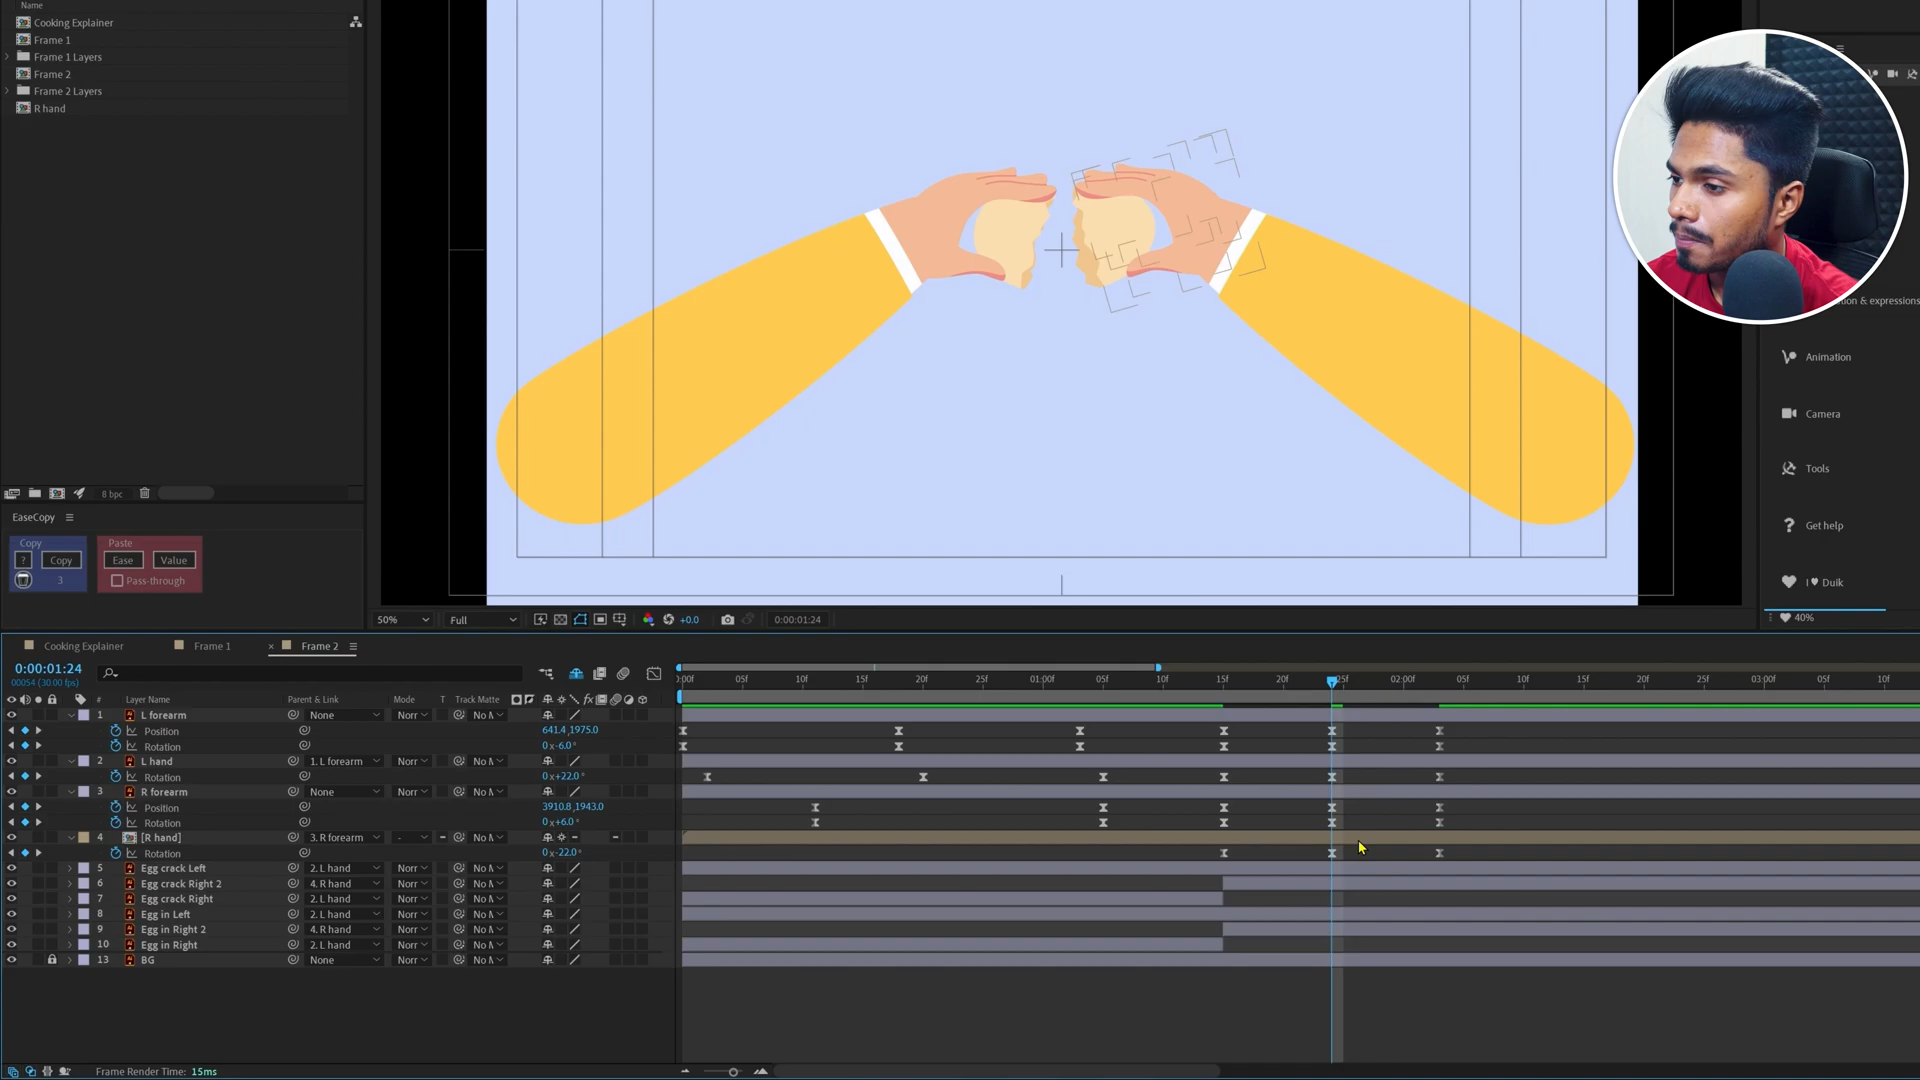 Name
Cooking Explainer
Frame 1
Frame 1 Layers
Frame 2
Frame 2 Layers
R hand
8 bpc
EaseCopy
Copy
? Copy
3
Paste
Ease Value
Pass-through
50% Full +0.0 0:00:01:24
& expressions
Animation
Camera
Tools
? Get help
I ♥ Duik
40%
Cooking Explainer Frame 1 × Frame 2
0:00:01:24
00054 (30.00 fps)
# Layer Name Parent & Link Mode T Track Matte fx
:00f 05f 10f 15f 20f 01:00f 05f 10f 15f 20f 25f 02:00f 05f 10f 15f 20f 03:00f 05f 10f
1 L forearm None Norr No M
Position 641.4,1975.0
Rotation 0x-6.0°
2 L hand 1. L forearm Norr No M
Rotation 0x+22.0°
3 R forearm None Norr No M
Position 3910.8,1943.0
Rotation 0x+6.0°
4 [R hand] 3. R forearm - No M
Rotation 0x-22.0°
5 Egg crack Left 2. L hand Norr No M
6 Egg crack Right 2 4. R hand Norr No M
7 Egg crack Right 2. L hand Norr No M
8 Egg in Left 2. L hand Norr No M
9 Egg in Right 2 4. R hand Norr No M
10 Egg in Right 2. L hand Norr No M
13 BG None Norr No M
Frame Render Time: 15ms